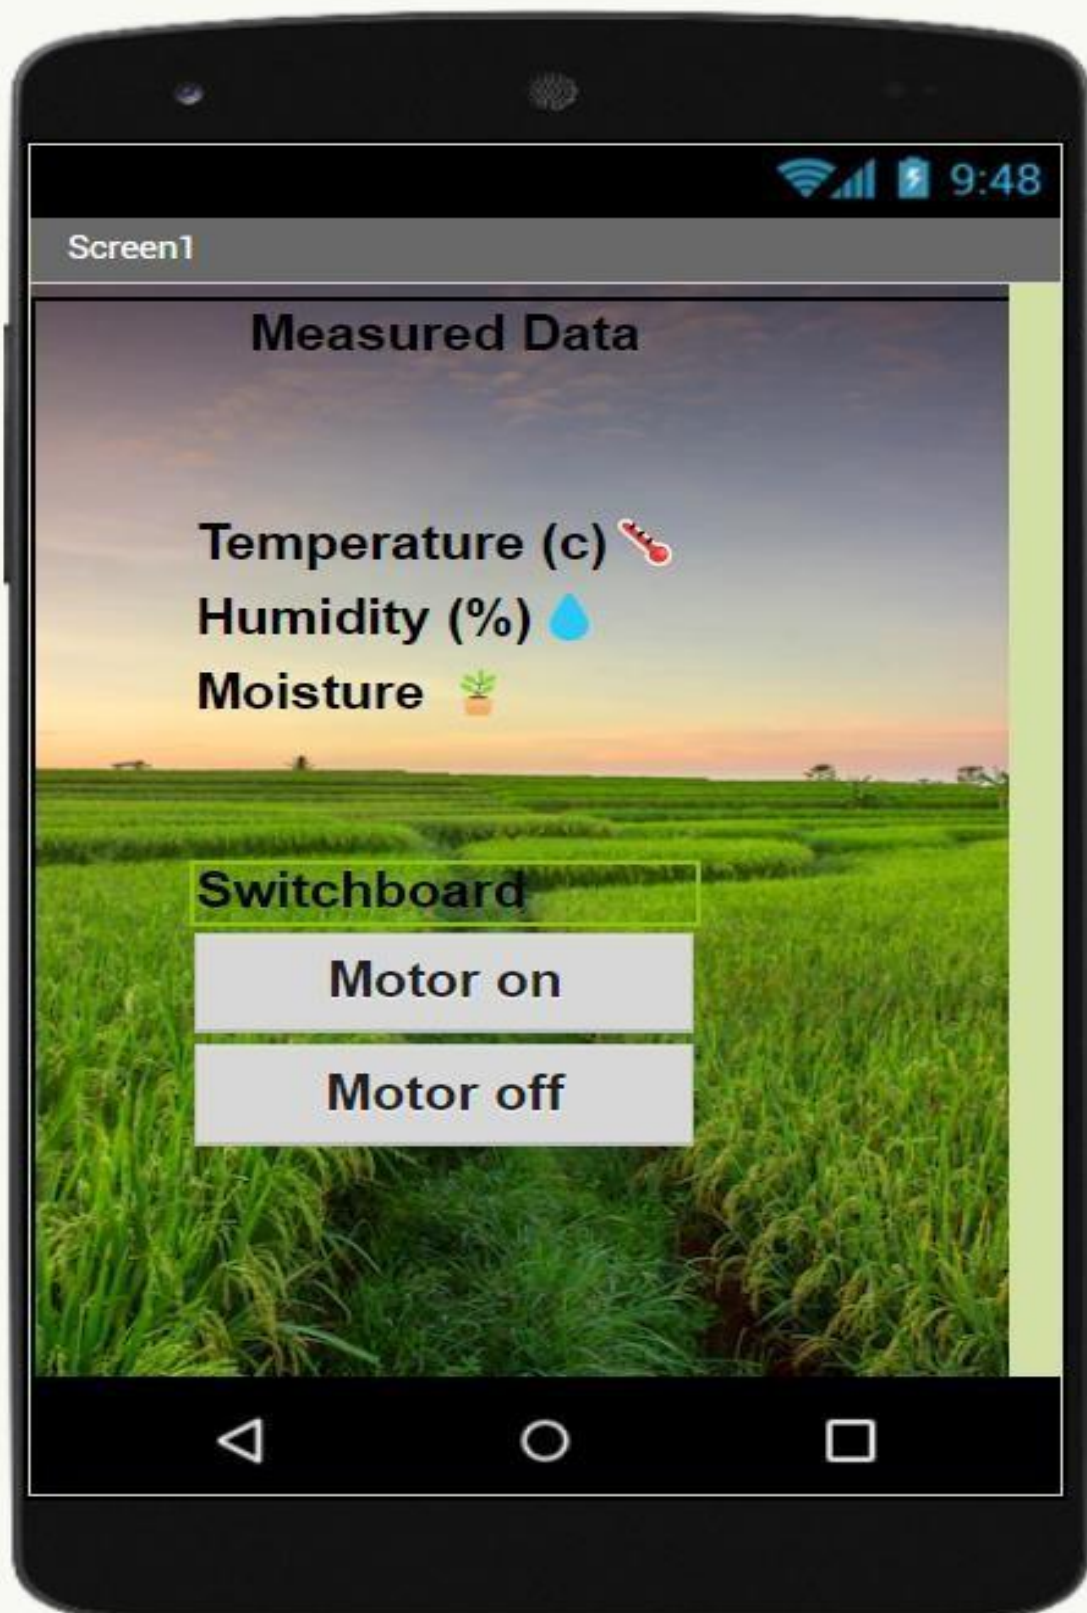 9:48
Screen1
Measured Data
Temperature (c)
Humidity (%)
Moisture
Switchboard
Motor on
Motor off